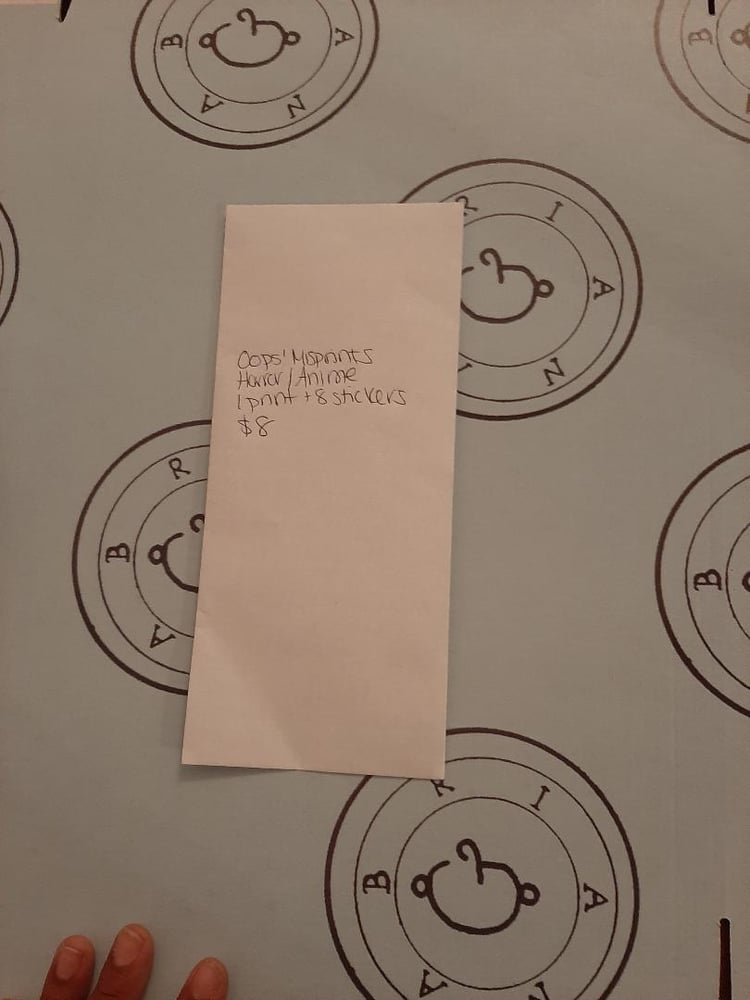 B A N A
B
R I A N
Oops! Misprints
Horror/Anime
1 print +8 stickers
$8
R B A
B
R I A N A B